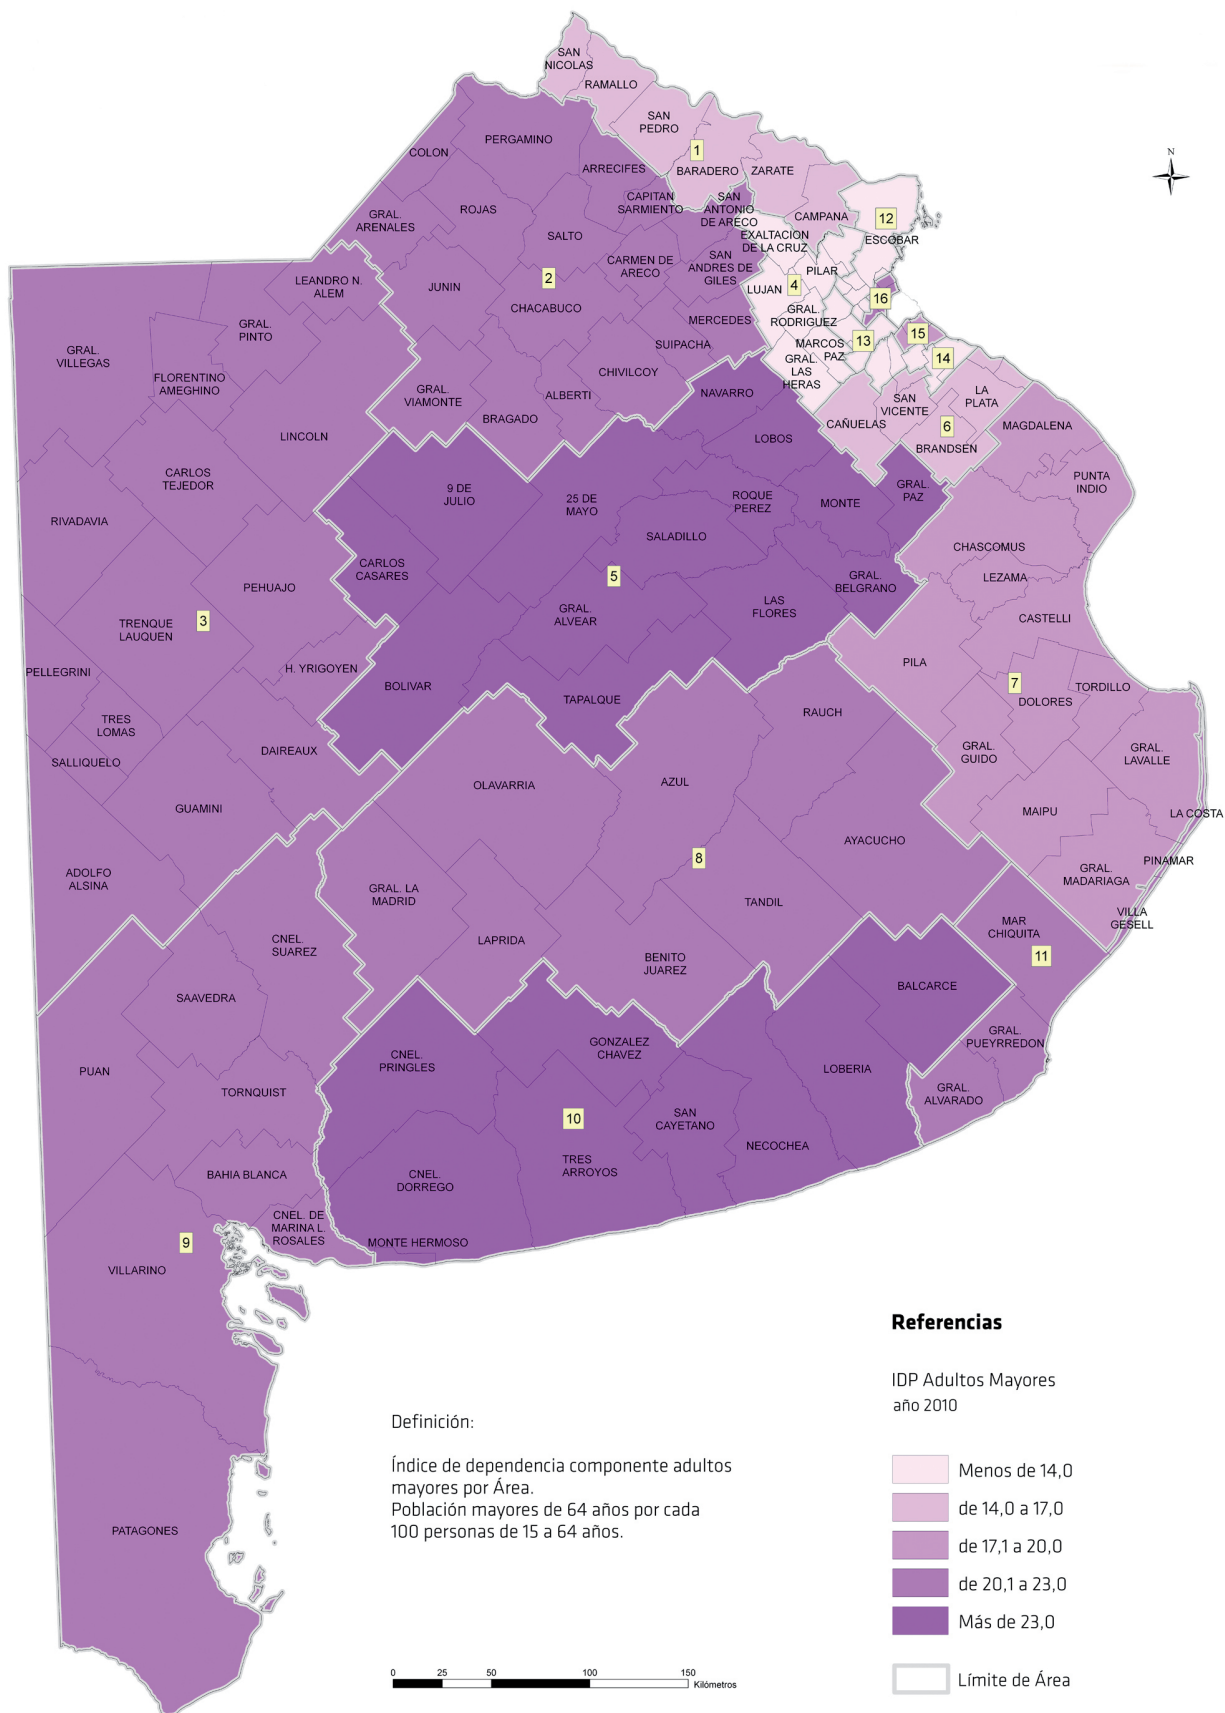 SAN
NICOLAS
RAMALLO
SAN
PEDRO
1
BARADERO
ZARATE
N
COLON
PERGAMINO
ARRECIFES
CAPITAN
SARMIENTO
SAN
ANTONIO
DE ARECO
CAMPANA
12
ESCOBAR
GRAL.
ARENALES
ROJAS
SALTO
EXALTACION
DE LA CRUZ
CARMEN DE
ARECO
SAN
ANDRES DE
GILES
PILAR
LEANDRO N.
ALEM
JUNIN
2
LUJAN
4
16
CHACABUCO
GRAL.
RODRIGUEZ
MERCEDES
GRAL.
PINTO
SUIPACHA
MARCOS
PAZ
13
15
14
GRAL.
VILLEGAS
FLORENTINO
AMEGHINO
CHIVILCOY
GRAL.
LAS
HERAS
GRAL.
VIAMONTE
ALBERTI
NAVARRO
SAN
VICENTE
LA
PLATA
BRAGADO
CAÑUELAS
6
MAGDALENA
LINCOLN
LOBOS
BRANDSEN
CARLOS
TEJEDOR
9 DE
JULIO
25 DE
MAYO
ROQUE
PEREZ
MONTE
GRAL.
PAZ
PUNTA
INDIO
RIVADAVIA
SALADILLO
CHASCOMUS
CARLOS
CASARES
5
GRAL.
BELGRANO
LEZAMA
PEHUAJO
GRAL.
ALVEAR
LAS
FLORES
CASTELLI
TRENQUE
LAUQUEN
3
PELLEGRINI
H. YRIGOYEN
BOLIVAR
PILA
7
DOLORES
TORDILLO
TAPALQUE
TRES
LOMAS
RAUCH
SALLIQUELO
DAIREAUX
GRAL.
GUIDO
GRAL.
LAVALLE
OLAVARRIA
AZUL
GUAMINI
MAIPU
LA COSTA
AYACUCHO
8
PINAMAR
ADOLFO
ALSINA
GRAL. LA
MADRID
GRAL.
MADARIAGA
TANDIL
VILLA
GESELL
CNEL.
SUAREZ
LAPRIDA
MAR
CHIQUITA
11
BENITO
JUAREZ
SAAVEDRA
BALCARCE
GRAL.
PUEYRREDON
CNEL.
PRINGLES
GONZALEZ
CHAVEZ
PUAN
LOBERIA
TORNQUIST
GRAL.
ALVARADO
10
SAN
CAYETANO
NECOCHEA
BAHIA BLANCA
CNEL.
DORREGO
TRES
ARROYOS
CNEL. DE
MARINA L.
ROSALES
9
MONTE HERMOSO
VILLARINO
PATAGONES
Definición:
Índice de dependencia componente adultos
mayores por Área.
Población mayores de 64 años por cada
100 personas de 15 a 64 años.
0 25 50 100 150
Kilómetros
Referencias
IDP Adultos Mayores
año 2010
Menos de 14,0
de 14,0 a 17,0
de 17,1 a 20,0
de 20,1 a 23,0
Más de 23,0
Límite de Área